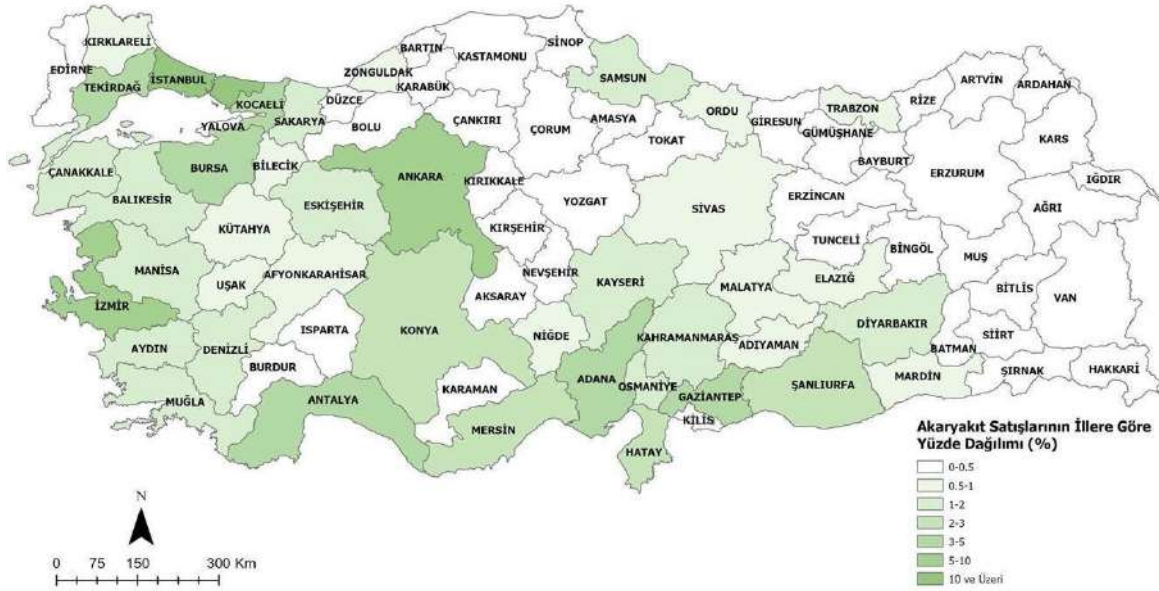 SİNOP
BARTIN
KASTAMONU
KIRKLARELİ
ZONGULDAK
EDİRNE
İSTANBUL
SAMSUN
ARTVİN
ARDAHAN
TEKİRDAĞ
KARABÜK
RİZE
KOCAELİ
DÜZCE
ORDU
TRABZON
GİRESUN
YALOVA
SAKARYA
BOLU
ÇANKIRI
ÇORUM
AMASYA
TOKAT
GÜMÜŞHANE
KARS
BAYBURT
BURSA
BİLECİK
ÇANAKKALE
ANKARA
KIRIKKALE
ERZURUM
IĞDIR
BALIKESİR
ESKİŞEHİR
YOZGAT
SİVAS
ERZİNCAN
AĞRI
KÜTAHYA
KIRŞEHİR
TUNCELİ
BİNGÖL
MUŞ
MANİSA
UŞAK
AFYONKARAHİSAR
NEVŞEHİR
KAYSERİ
MALATYA
ELAZIĞ
BİTLİS
VAN
İZMİR
AKSARAY
ISPARTA
KONYA
DİYARBAKIR
SİİRT
AYDIN
DENİZLİ
NİĞDE
KAHRAMANMARAŞ
ADIYAMAN
BATMAN
BURDUR
ŞIRNAK
HAKKARİ
MARDİN
ADANA
OSMANİYE
ŞANLIURFA
KARAMAN
GAZİANTEP
MUĞLA
ANTALYA
KİLİS
MERSİN
HATAY
Akaryakıt Satışlarının İllere Göre
Yüzde Dağılımı (%)
0-0.5
0.5-1
1-2
2-3
3-5
5-10
10 ve Üzeri
N
0 75 150 300 Km